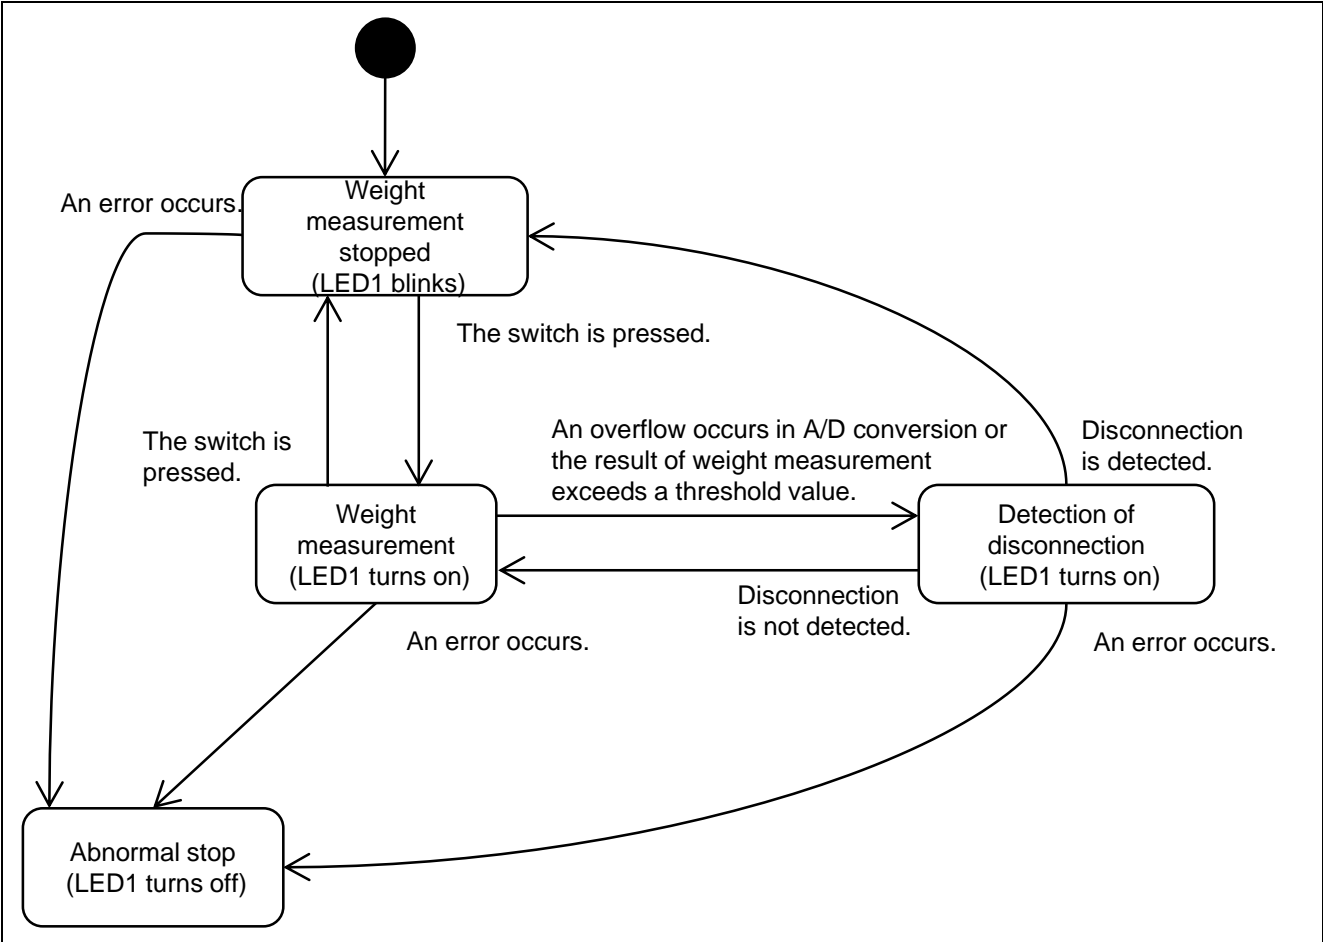 An error occurs.
Weight
measurement
stopped
(LED1 blinks)
The switch is pressed.
The switch is
pressed.
An overflow occurs in A/D conversion or
the result of weight measurement
exceeds a threshold value.
Disconnection
is detected.
Weight
measurement
(LED1 turns on)
Detection of
disconnection
(LED1 turns on)
Disconnection
is not detected.
An error occurs.
An error occurs.
Abnormal stop
(LED1 turns off)